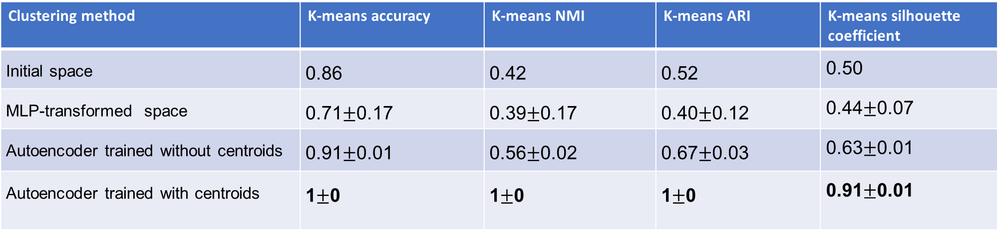 Clustering method K-means accuracy K-means NMI K-means ARI K-means silhouette
coefficient
Initial space 0.86 0.42 0.52 0.50
MLP-transformed space 0.71±0.17 0.39±0.17 0.40±0.12 0.44±0.07
Autoencoder trained without centroids 0.91±0.01 0.56±0.02 0.67±0.03 0.63±0.01
Autoencoder trained with centroids 1±0 1±0 1±0 0.91±0.01